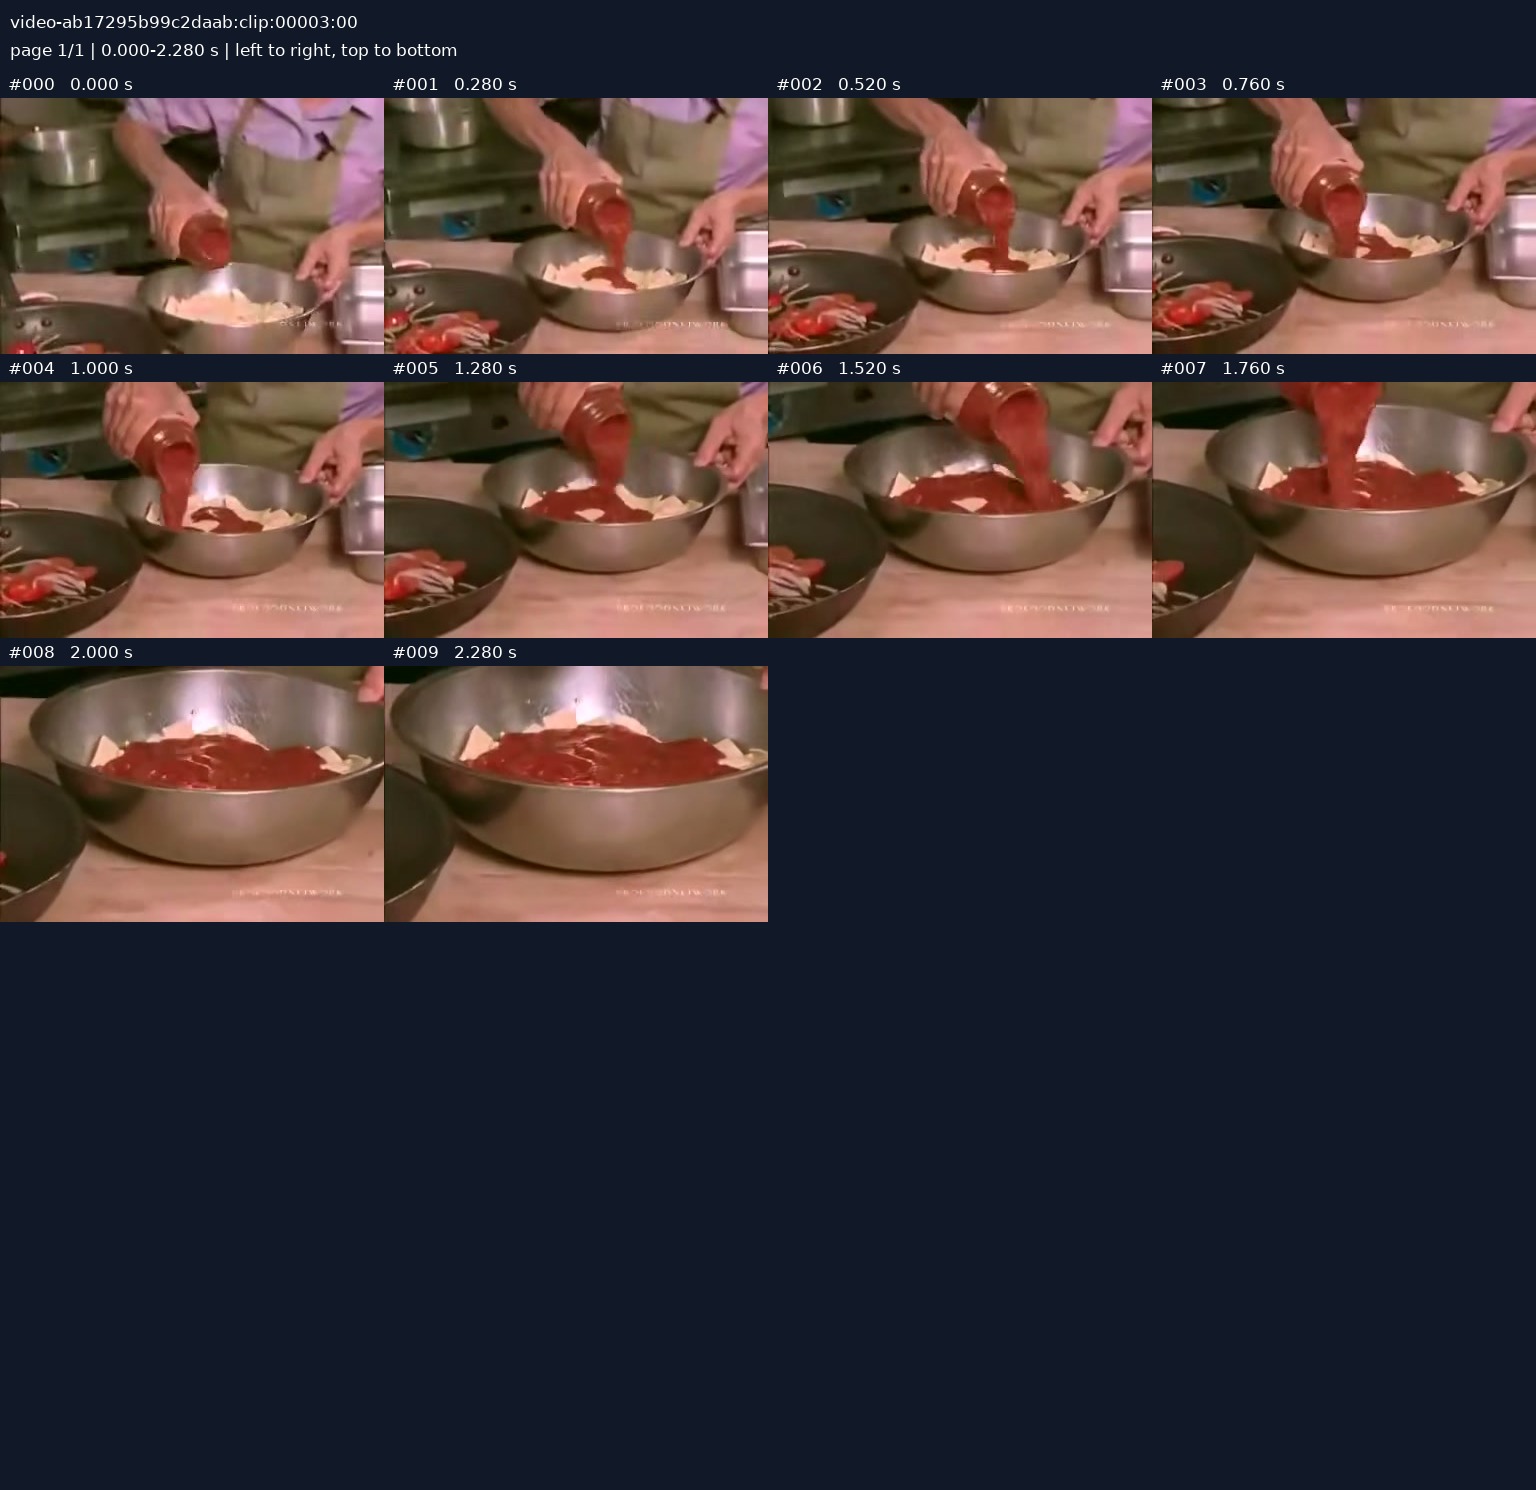 video-ab17295b99c2daab:clip:00003:00
page 1/1 | 0.000-2.280 s | left to right, top to bottom
#000 0.000 s
#001 0.280 s
#002 0.520 s
#003 0.760 s
#004 1.000 s
#005 1.280 s
#006 1.520 s
#007 1.760 s
#008 2.000 s
#009 2.280 s